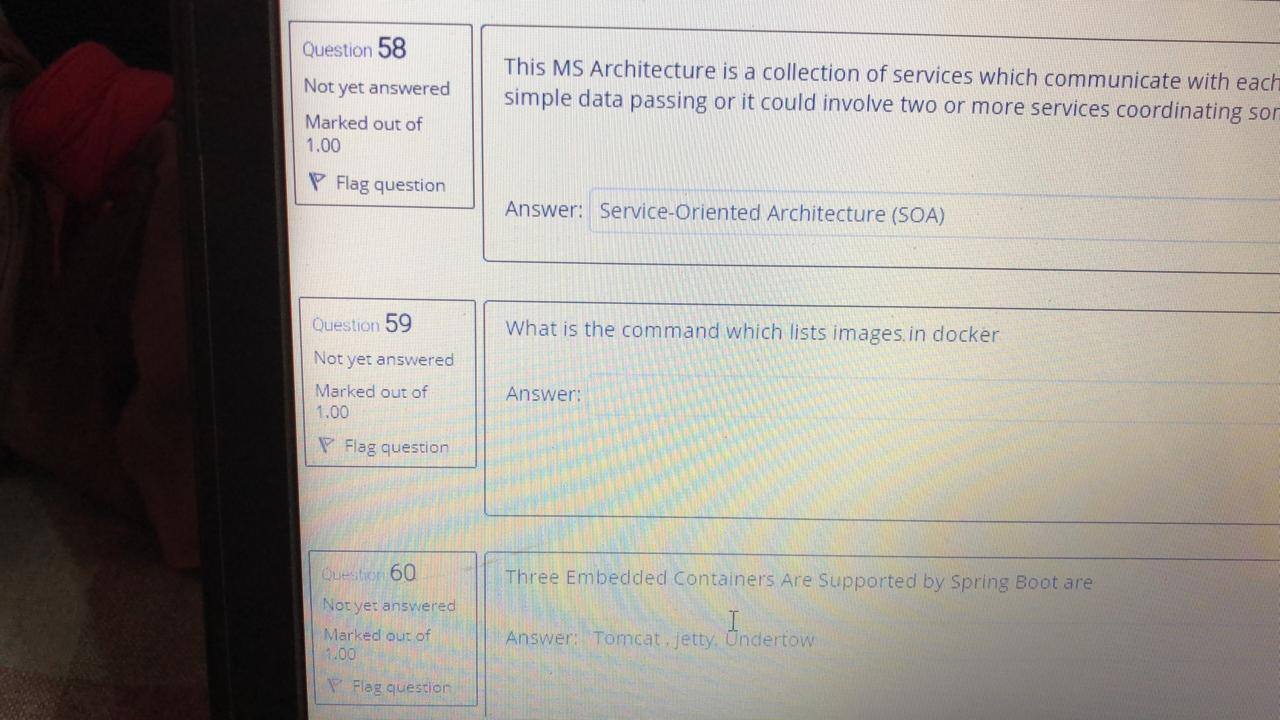 Question 58
Not yet answered
Marked out of
1.00
Flag question
This MS Architecture is a collection of services which communicate with each
simple data passing or it could involve two or more services coordinating
Answer: Service-Oriented Architecture (SOA)
Question 59
Not yet answered
Marked out of
1.00
Flag question
What is the command which lists images in docker
Answer:
Question 60
Not yet answered
Marked out of
1.00
Flag question
Three Embedded Containers Are Supported by Spring Boot are
Answer: Tomcat , jetty, Undertow